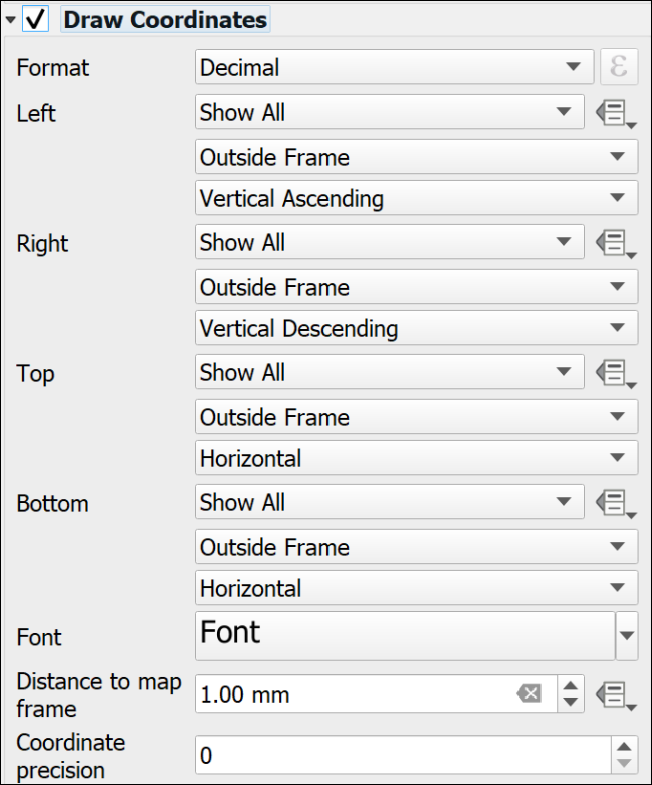 Draw Coordinates
Format Decimal ε
Left Show All
Outside Frame
Vertical Ascending
Right Show All
Outside Frame
Vertical Descending
Top Show All
Outside Frame
Horizontal
Bottom Show All
Outside Frame
Horizontal
Font Font
Distance to map
frame 1.00 mm
Coordinate
precision 0